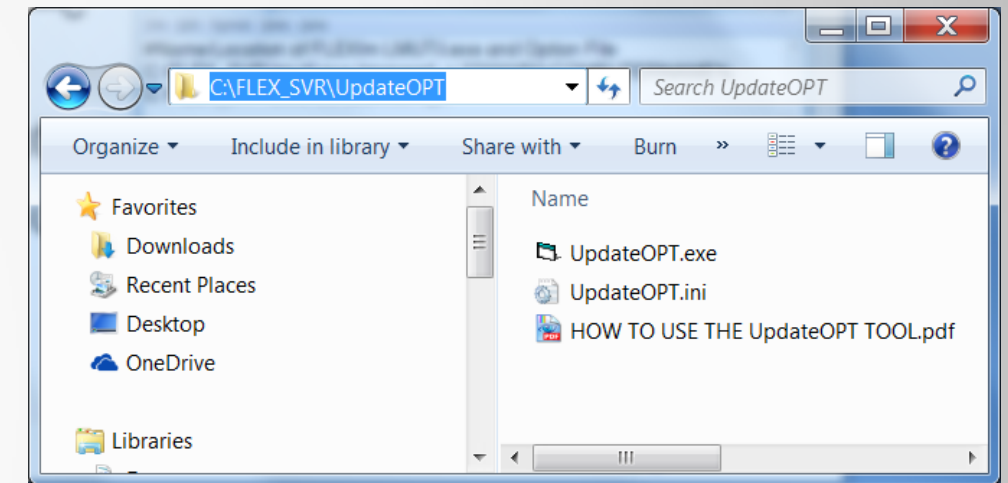 C:\FLEX_SVR\UpdateOPT
Search UpdateOPT
Organize Include in library Share with Burn »
Favorites
Downloads
Recent Places
Desktop
OneDrive
Libraries
Name
UpdateOPT.exe
UpdateOPT.ini
HOW TO USE THE UpdateOPT TOOL.pdf